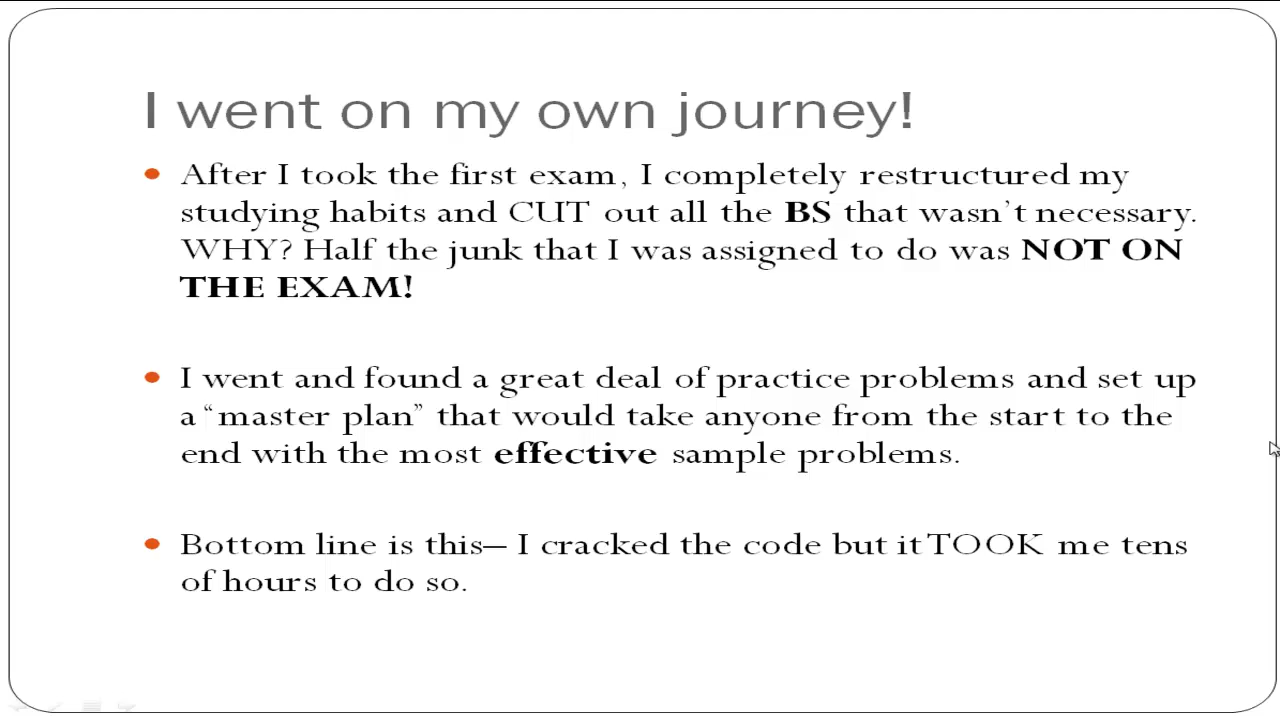 I went on my own journey!
After I took the first exam, I completely restructured my
studying habits and CUT out all the BS that wasn't necessary.
WHY? Half the junk that I was assigned to do was NOT ON
THE EXAM!
I went and found a great deal of practice problems and set up
a “master plan” that would take anyone from the start to the
end with the most effective sample problems.
Bottom line is this– I cracked the code but it TOOK me tens
of hours to do so.